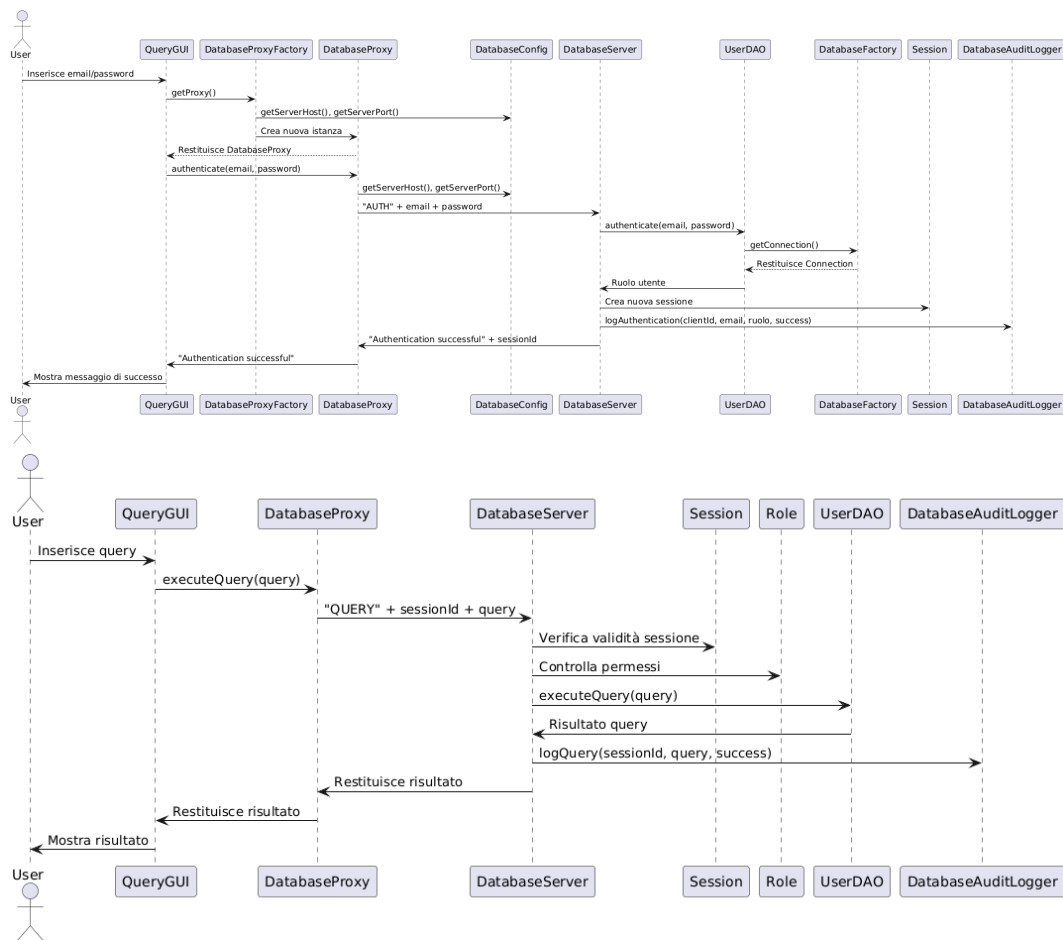 User
QueryGUI DatabaseProxyFactory DatabaseProxy DatabaseConfig DatabaseServer UserDAO DatabaseFactory Session DatabaseAuditLogger
Inserisce email/password
getProxy()
getServerHost(), getServerPort()
Crea nuova istanza
Restituisce DatabaseProxy
authenticate(email, password)
getServerHost(), getServerPort()
"AUTH" + email + password
authenticate(email, password)
getConnection()
Restituisce Connection
Ruolo utente
Crea nuova sessione
logAuthentication(clientId, email, ruolo, success)
"Authentication successful" + sessionId
"Authentication successful"
Mostra messaggio di successo
User
QueryGUI DatabaseProxyFactory DatabaseProxy DatabaseConfig DatabaseServer UserDAO DatabaseFactory Session DatabaseAuditLogger
User
QueryGUI DatabaseProxy DatabaseServer Session Role UserDAO DatabaseAuditLogger
Inserisce query
executeQuery(query)
"QUERY" + sessionId + query
Verifica validità sessione
Controlla permessi
executeQuery(query)
Risultato query
logQuery(sessionId, query, success)
Restituisce risultato
Restituisce risultato
Mostra risultato
User
QueryGUI DatabaseProxy DatabaseServer Session Role UserDAO DatabaseAuditLogger